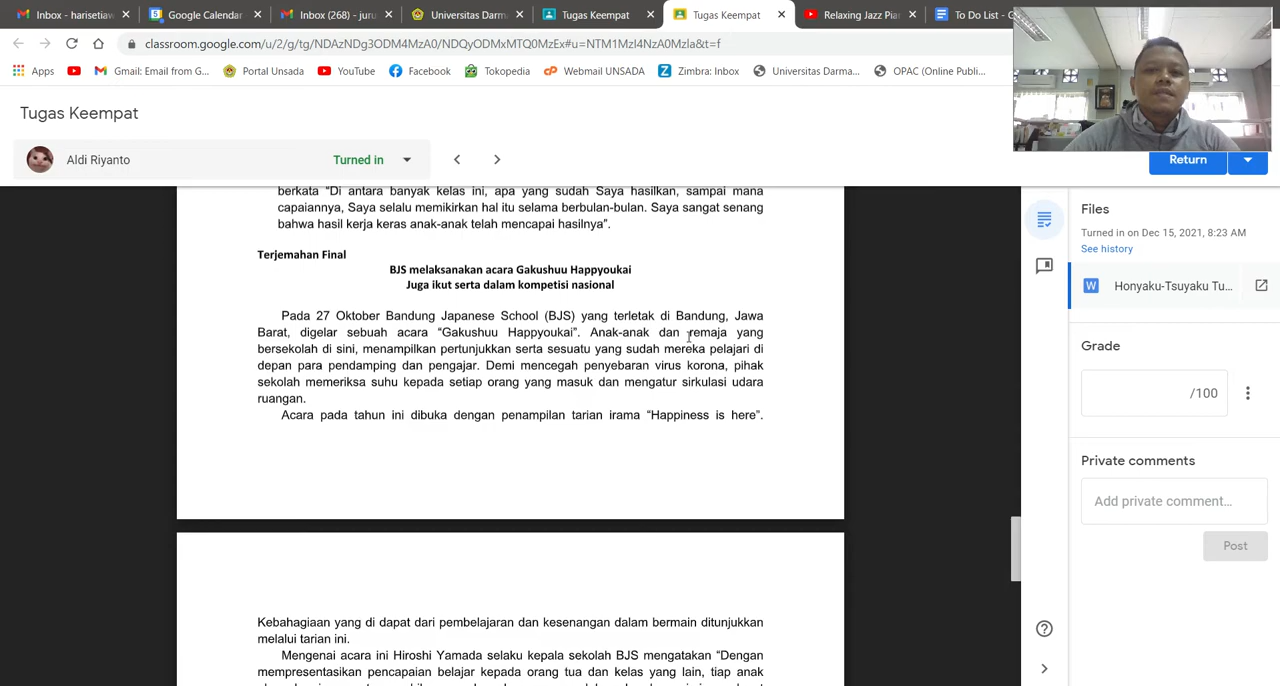 Inbox - harisetiaw
Google Calendar
Inbox (268) - juru
Universitas Darm
Tugas Keempat
Tugas Keempat
Relaxing Jazz Pia
To Do List - G
classroom.google.com/u/2/g/tg/NDAzNDg3ODM4MzA0/NDQyODMxMTQ0MzEx#u=NTM1MzI4NzA0Mzla&t=f
Apps
Gmail: Email from G...
Portal Unsada
YouTube
Facebook
Tokopedia
Webmail UNSADA
Zimbra: Inbox
Universitas Darma...
OPAC (Online Publi...
Tugas Keempat
Aldi Riyanto
Turned in
Return
berkata “Di antara banyak kelas ini, apa yang sudah Saya hasilkan, sampai mana
capaiannya, Saya selalu memikirkan hal itu selama berbulan-bulan. Saya sangat senang
bahwa hasil kerja keras anak-anak telah mencapai hasilnya”.
Terjemahan Final
BJS melaksanakan acara Gakushuu Happyoukai
Juga ikut serta dalam kompetisi nasional
Pada 27 Oktober Bandung Japanese School (BJS) yang terletak di Bandung, Jawa
Barat, digelar sebuah acara “Gakushuu Happyoukai”. Anak-anak dan remaja yang
bersekolah di sini, menampilkan pertunjukkan serta sesuatu yang sudah mereka pelajari di
depan para pendamping dan pengajar. Demi mencegah penyebaran virus korona, pihak
sekolah memeriksa suhu kepada setiap orang yang masuk dan mengatur sirkulasi udara
ruangan.
Acara pada tahun ini dibuka dengan penampilan tarian irama “Happiness is here”.
Kebahagiaan yang di dapat dari pembelajaran dan kesenangan dalam bermain ditunjukkan
melalui tarian ini.
Mengenai acara ini Hiroshi Yamada selaku kepala sekolah BJS mengatakan “Dengan
mempresentasikan pencapaian belajar kepada orang tua dan kelas yang lain, tiap anak
Files
Turned in on Dec 15, 2021, 8:23 AM
See history
W
Honyaku-Tsuyaku Tu...
Grade
/100
Private comments
Add private comment...
Post